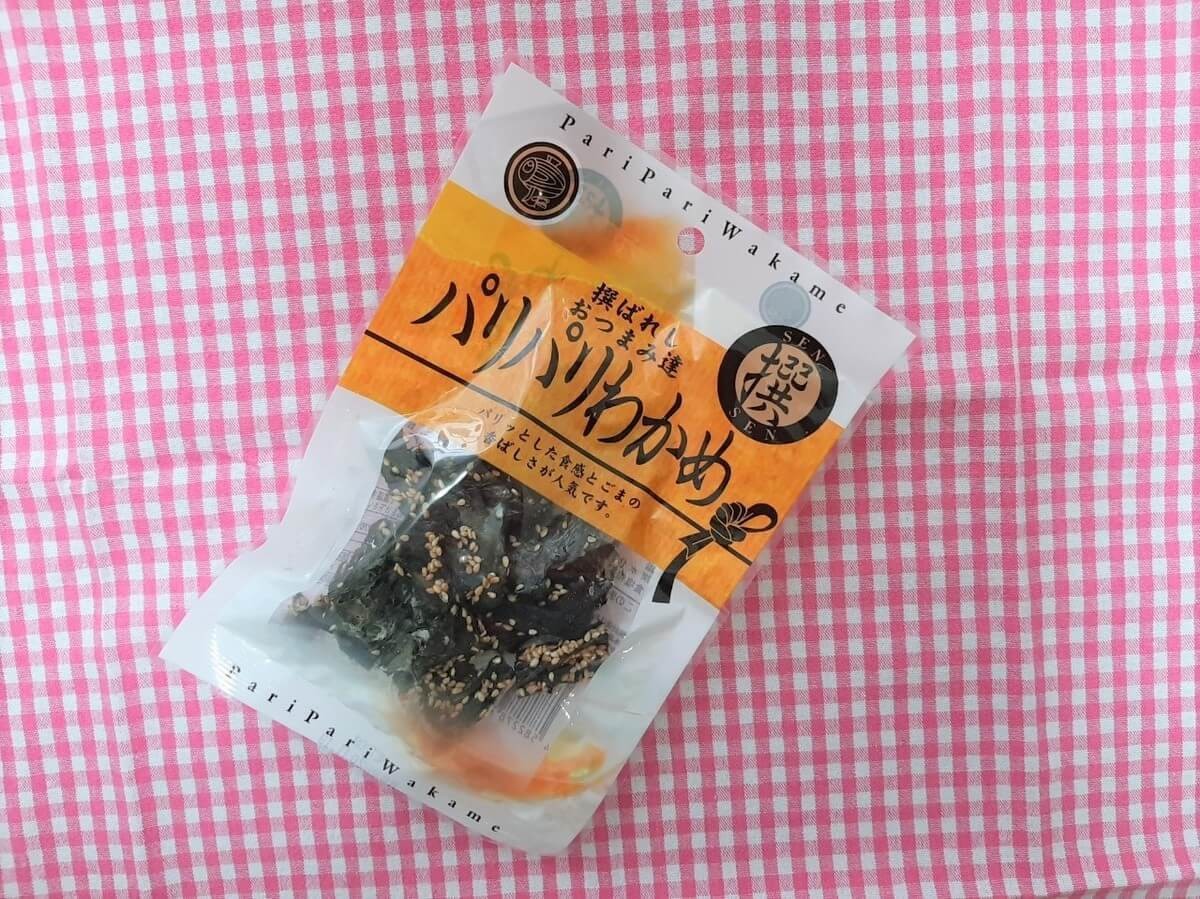 PariPariWakame
撰ばれし
おつまみ達
パリパリわかめ
SEN
撰
SEN
パリッとした食感とごまの
香ばしさが人気です。
PariPariWakame